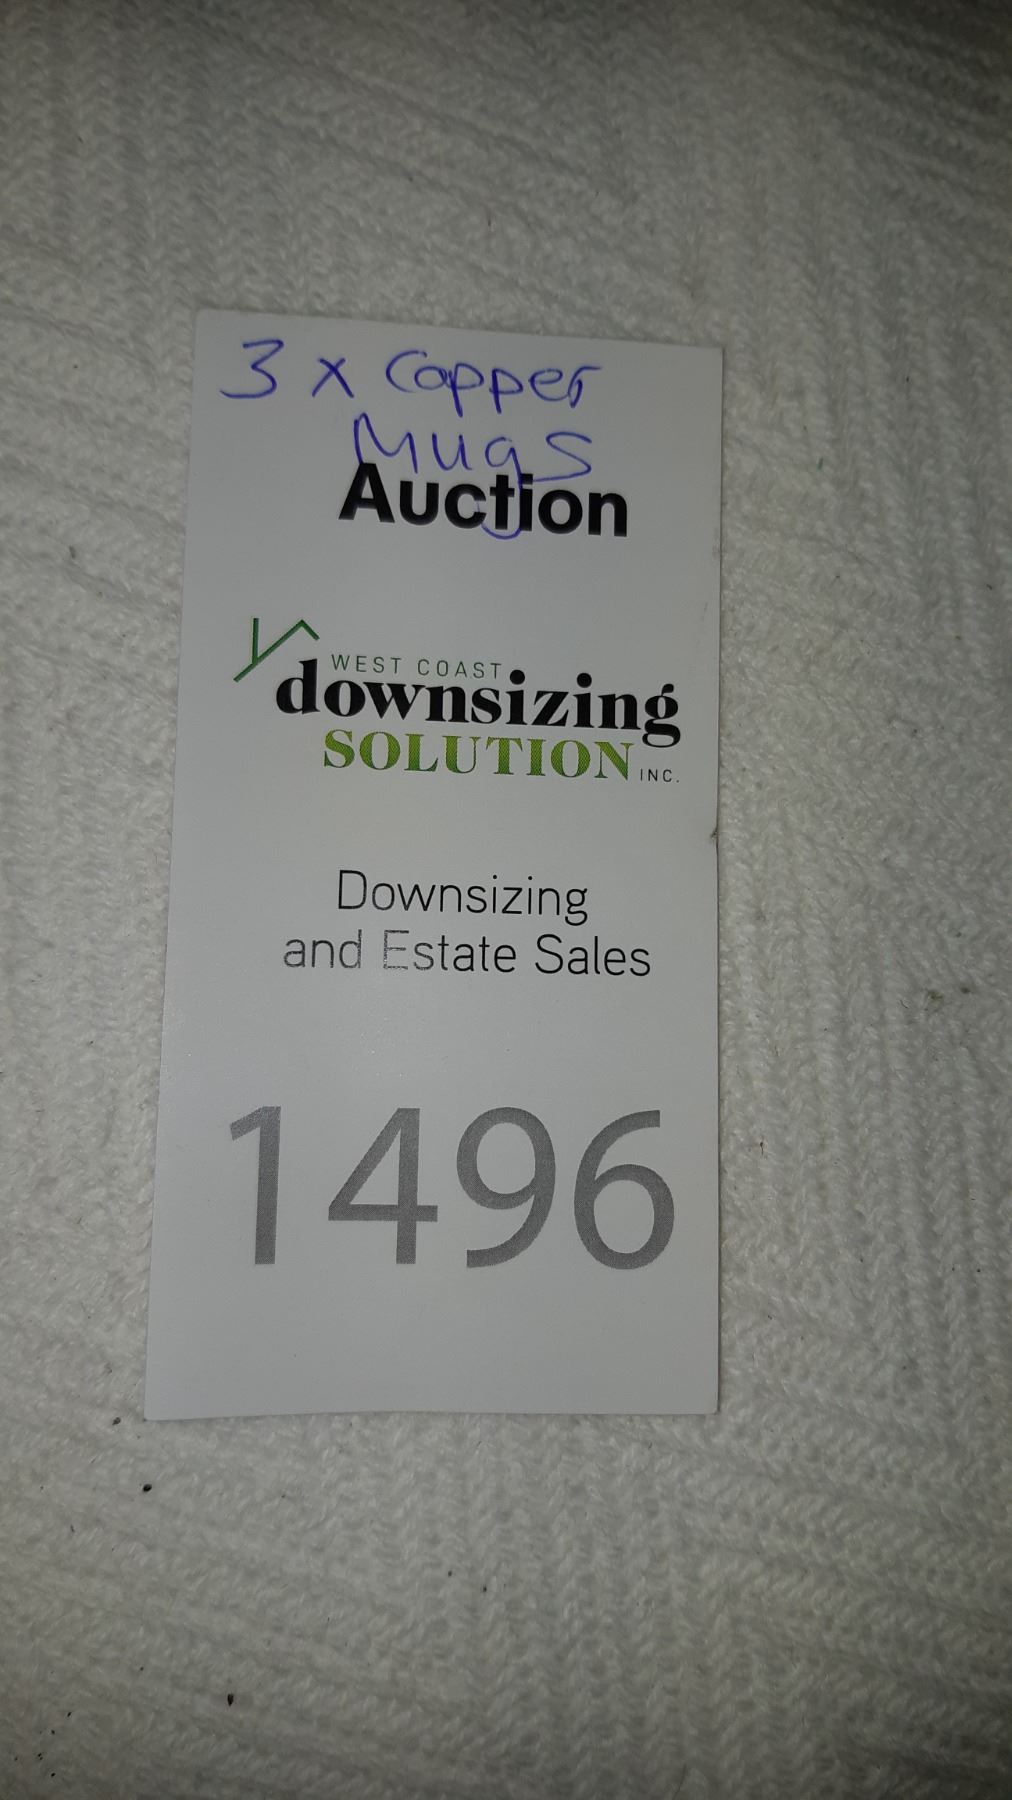 3 x Copper
Mugs
Auction
WEST COAST
downsizing
SOLUTION INC.
Downsizing
and Estate Sales
1496